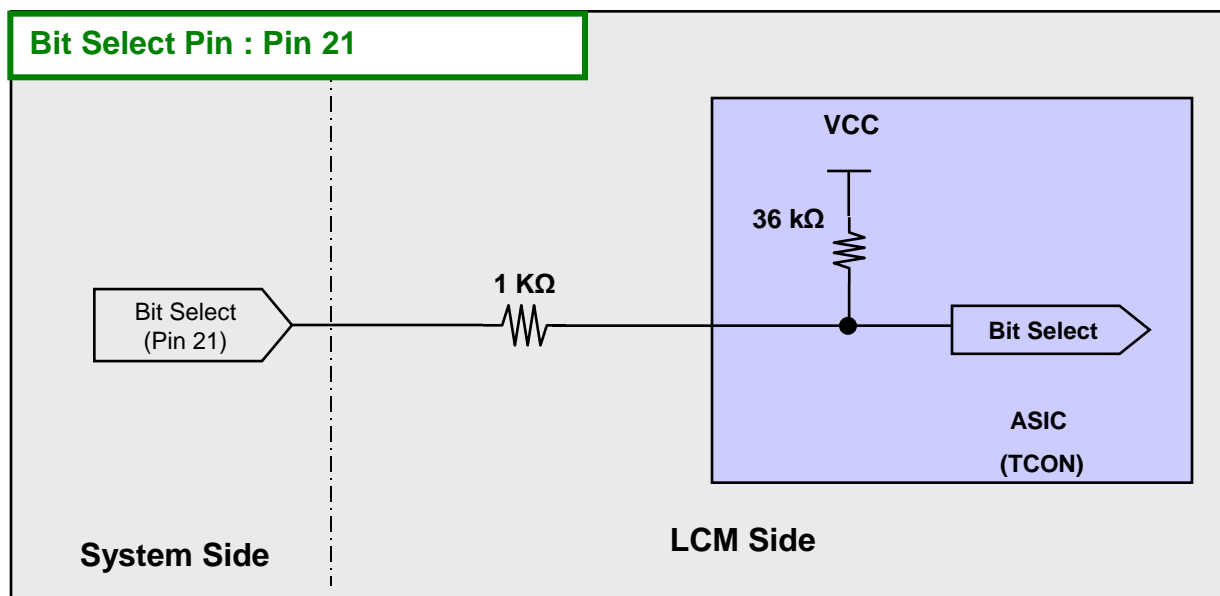 Bit Select Pin : Pin 21
VCC
36 kΩ
1 KΩ
Bit Select
(Pin 21)
Bit Select
ASIC
(TCON)
System Side
LCM Side